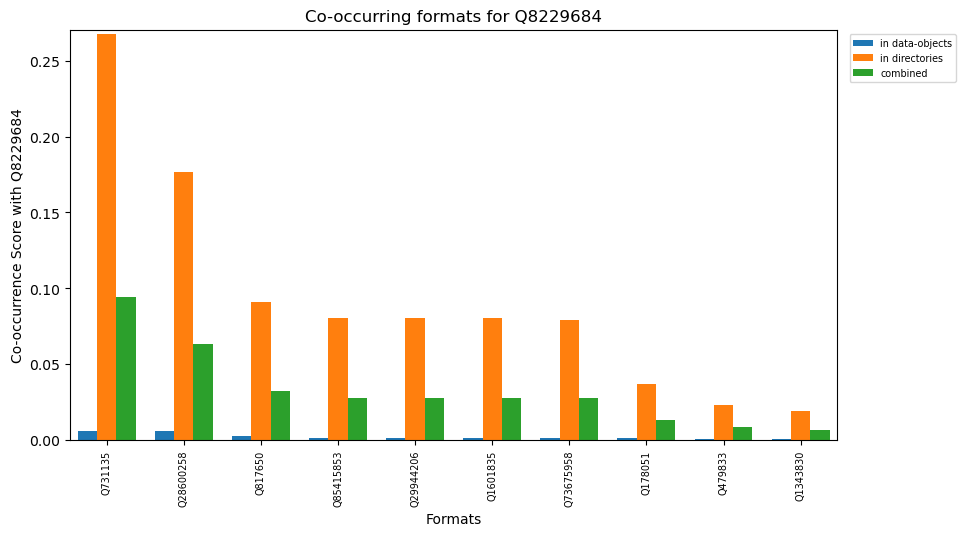 Co-occurring formats for Q8229684
in data-objects
in directories
combined
Co-occurrence Score with Q8229684
0.25
0.20
0.15
0.10
0.05
0.00
Q731135
Q28600258
Q817650
Q85415853
Q29944206
Q1601835
Q73675958
Q178051
Q479833
Q1343830
Formats